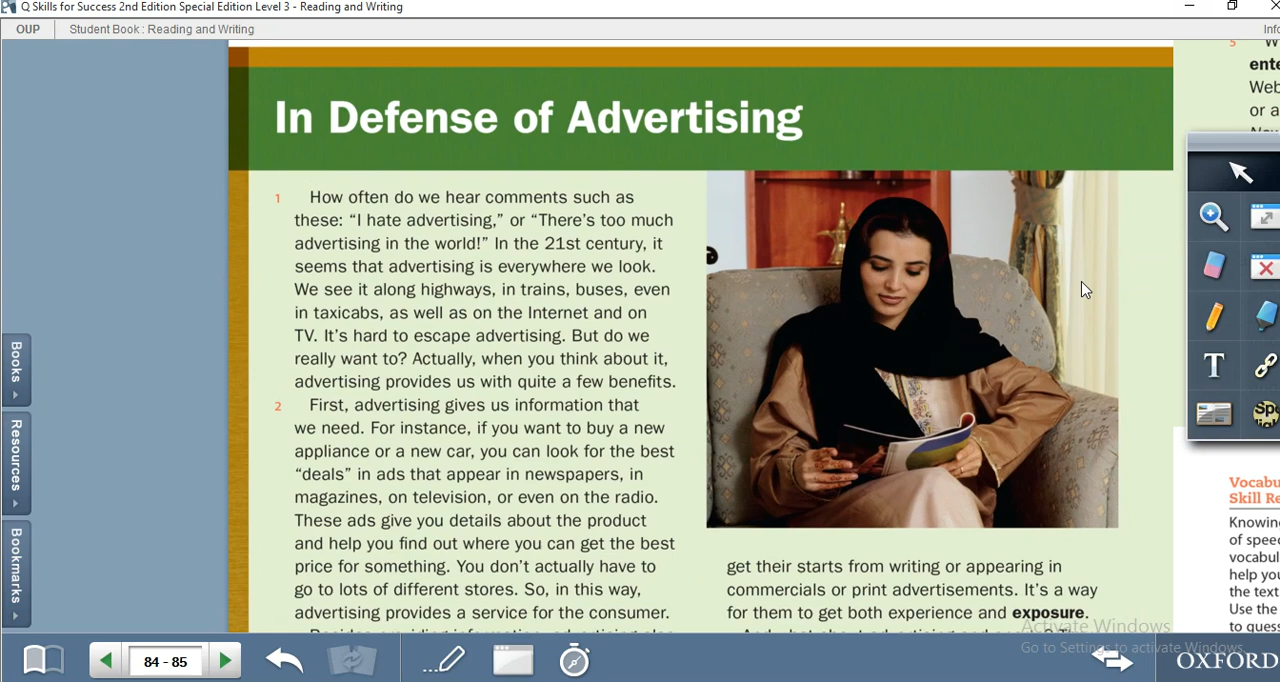 Q Skills for Success 2nd Edition Special Edition Level 3 - Reading and Writing
OUP
Student Book : Reading and Writing
In Defense of Advertising
1
How often do we hear comments such as
these: “I hate advertising,” or “There’s too much
advertising in the world!” In the 21st century, it
seems that advertising is everywhere we look.
We see it along highways, in trains, buses, even
in taxicabs, as well as on the Internet and on
TV. It’s hard to escape advertising. But do we
really want to? Actually, when you think about it,
advertising provides us with quite a few benefits.
2
First, advertising gives us information that
we need. For instance, if you want to buy a new
appliance or a new car, you can look for the best
“deals” in ads that appear in newspapers, in
magazines, on television, or even on the radio.
These ads give you details about the product
and help you find out where you can get the best
price for something. You don’t actually have to
go to lots of different stores. So, in this way,
advertising provides a service for the consumer.
get their starts from writing or appearing in
commercials or print advertisements. It’s a way
for them to get both experience and exposure.
5
or a
Skill
of
help
the text
Use the
to
Books
Resources
Bookmarks
T
84 - 85
Activate Windows
Go to Settings to activate Windows.
OXFORD